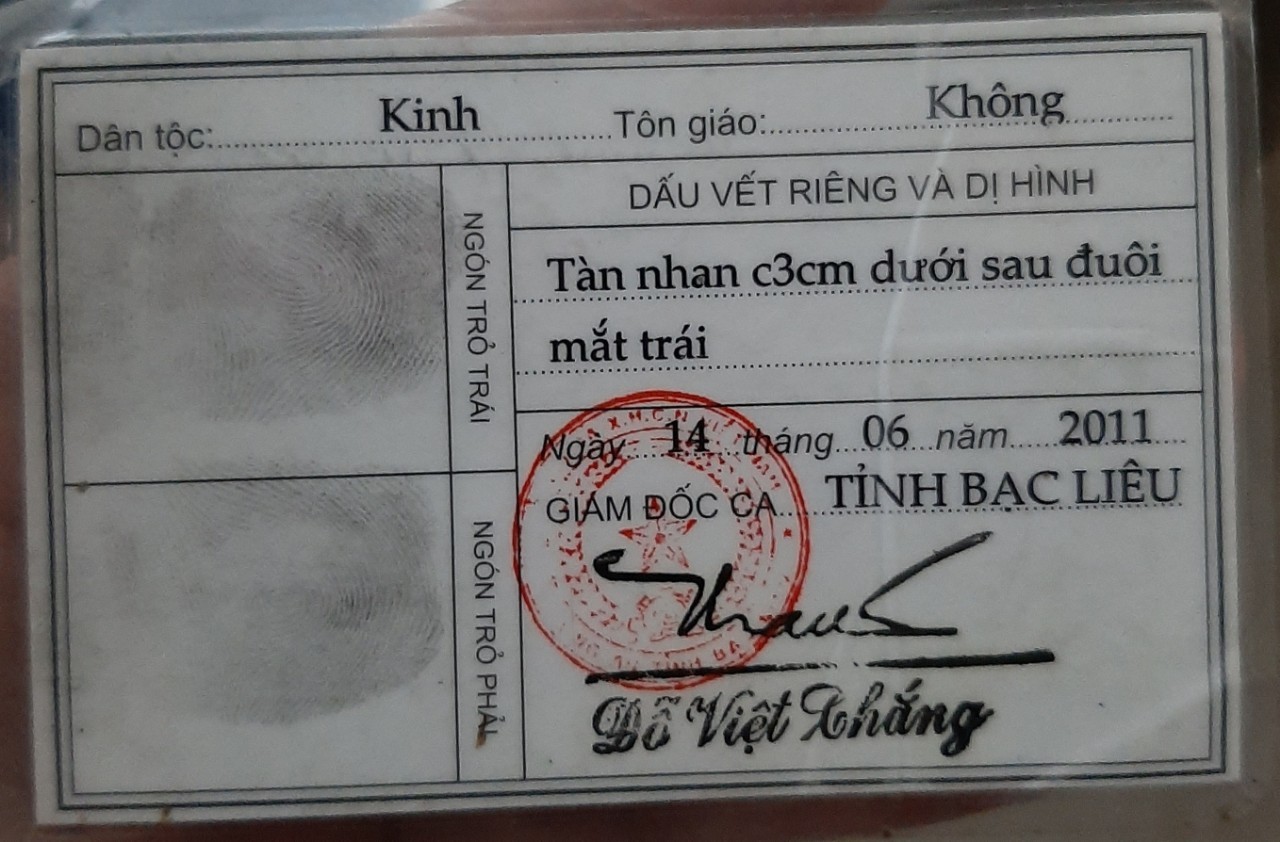 Dân tộc: Kinh Tôn giáo: Không
NGÓN TRỎ TRÁI
NGÓN TRỎ PHẢI
DẤU VẾT RIÊNG VÀ DỊ HÌNH
Tàn nhan c3cm dưới sau đuôi
mắt trái
Ngày 14 tháng 06 năm 2011
GIÁM ĐỐC CA TỈNH BẠC LIÊU
Đỗ Việt Thắng